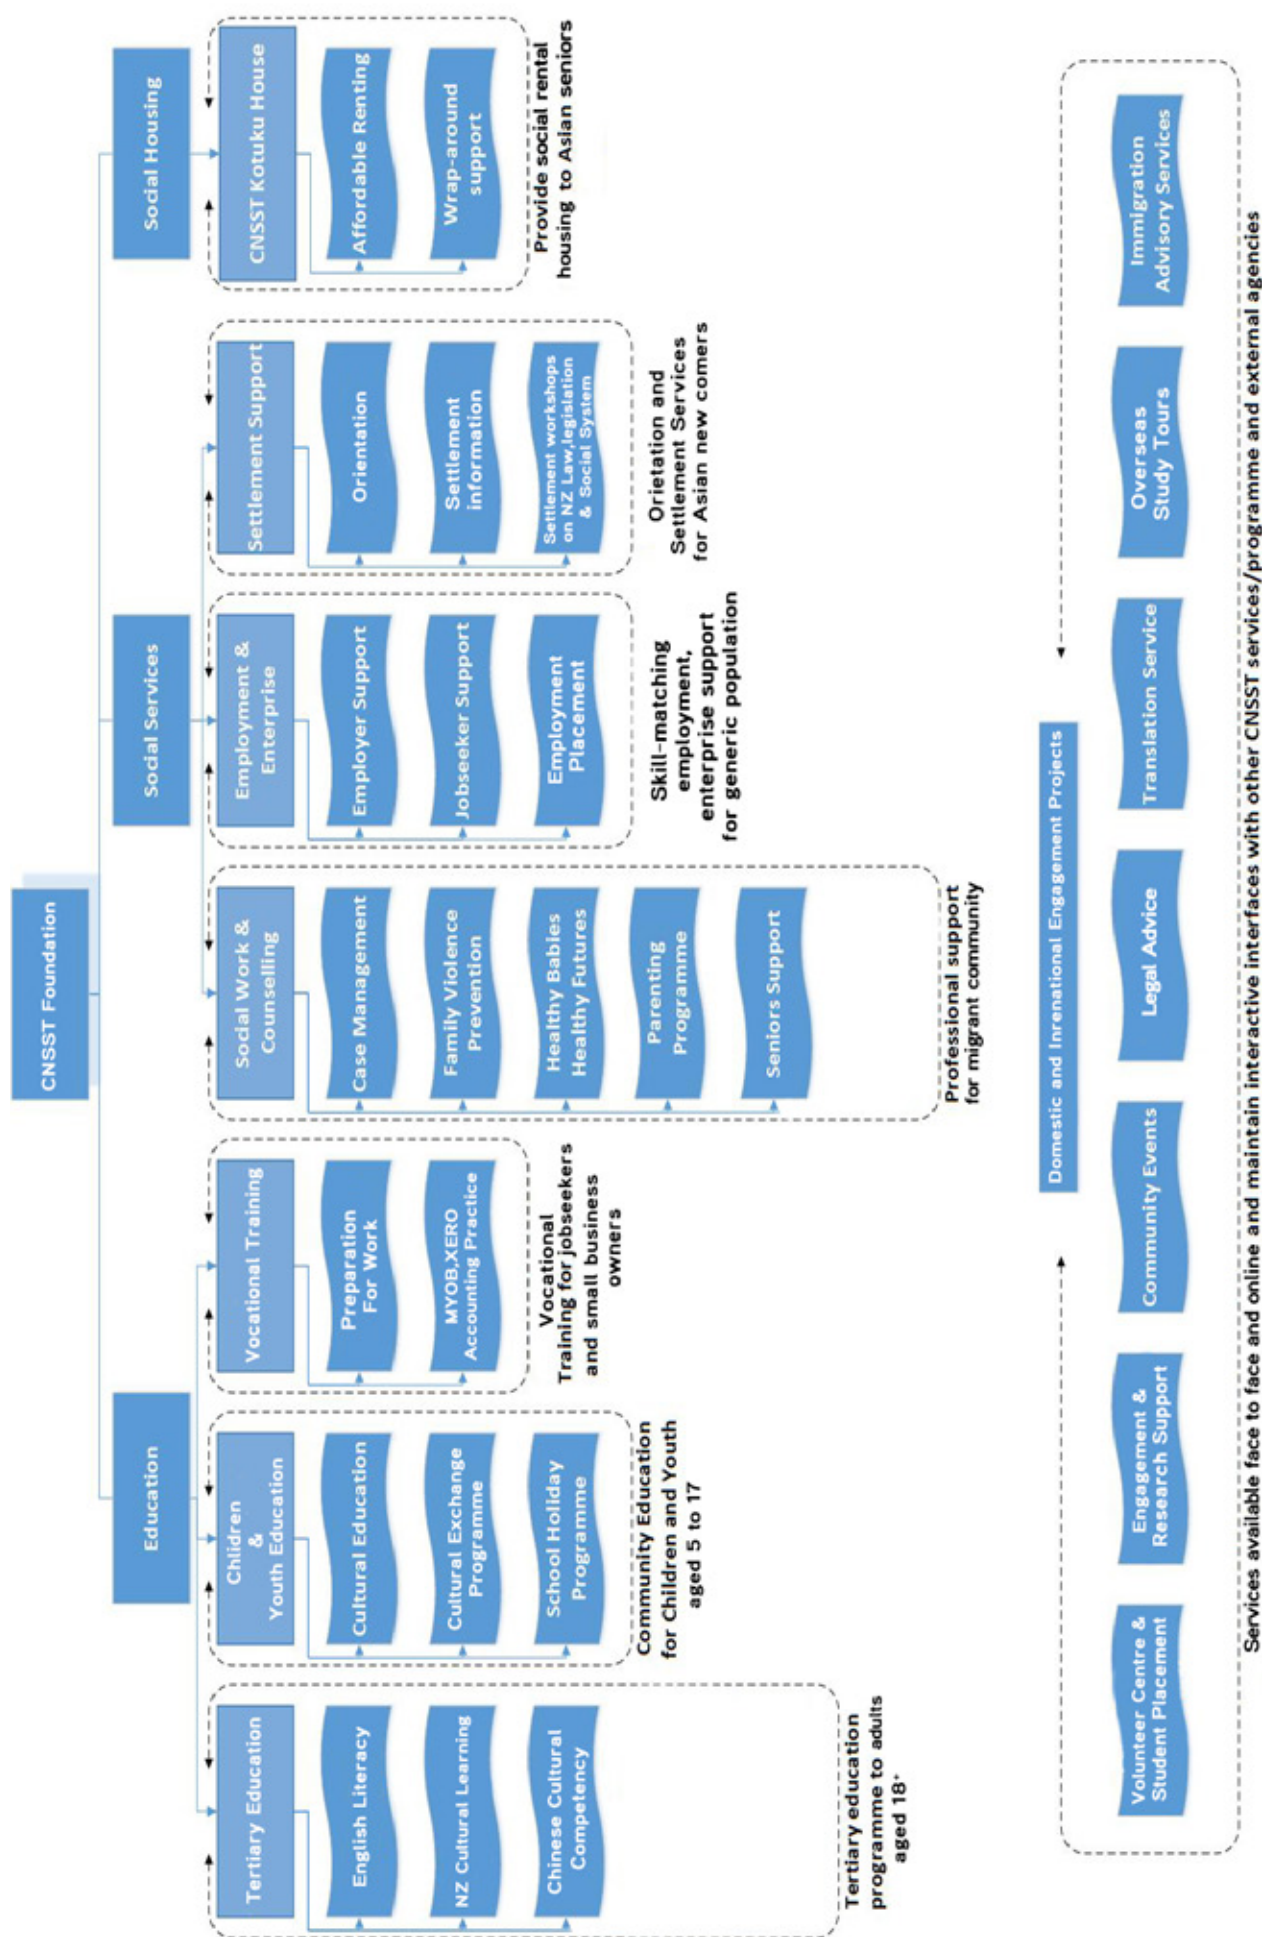 CNSST Foundation
Education
Social Services
Social Housing
Tertiary Education
English Literacy
NZ Cultural Learning
Chinese Cultural
Competency
Tertiary education
programme to adults
aged 18+
Chlidren
&
Youth Education
Cultural Education
Cultural Exchange
Programme
School Holiday
Programme
Community Education
for Children and Youth
aged 5 to 17
Vocational Training
Preparation
For Work
MYOB,XERO
Accounting Practice
Vocational
Training for jobseekers
and small business
owners
Social Work &
Counselling
Case Management
Family Violence
Prevention
Healthy Babies
Healthy Futures
Parenting
Programme
Seniors Support
Professional support
for migrant community
Employment &
Enterprise
Employer Support
Jobseeker Support
Employment
Placement
Skill-matching
employment,
enterprise support
for generic population
Settlement Support
Orientation
Settlement
information
Settlement workshops
on NZ Law,legislation
& Social System
Orietation and
Settlement Services
for Asian new comers
CNSST Kotuku House
Affordable Renting
Wrap-around
support
Provide social rental
housing to Asian seniors
Domestic and Inrenational Engagement Projects
Volunteer Centre &
Student Placement
Engagement &
Research Support
Community Events
Legal Advice
Translation Service
Overseas
Study Tours
Immigration
Advisory Services
Services available face to face and online and maintain interactive interfaces with other CNSST services/programme and external agencies